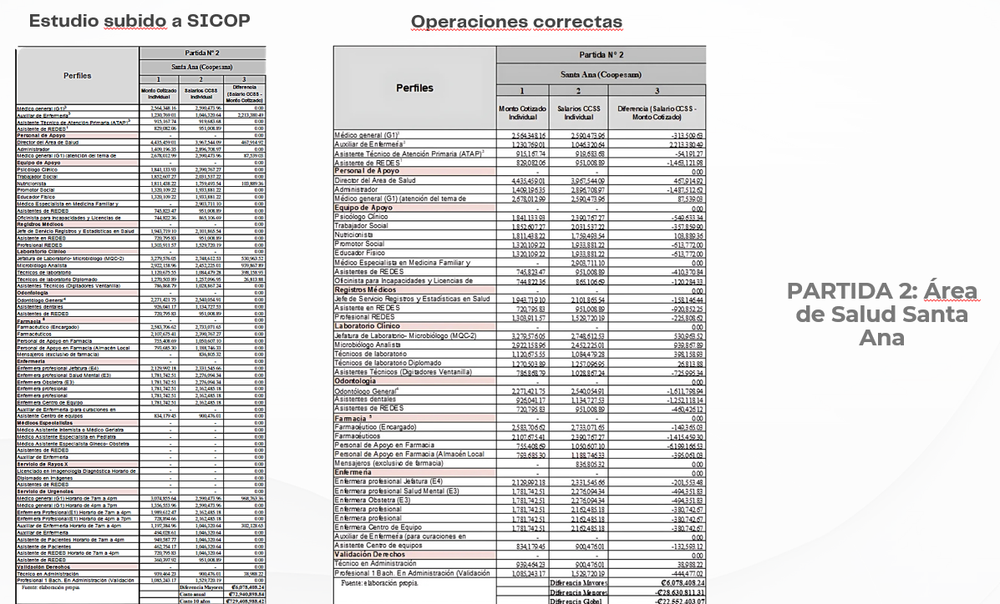 Estudio subido a SICOP
Partida N° 2
Santa Ana (Coopesana)
Perfiles
1 2 3
Monto Cotizado Individual Salarios CCSS Individual Diferencia (Salario CCSS - Monto Cotizado)
Médico general (G1)³ 2,564,348.16 2,590,473.96 0.00
Auxiliar de Enfermería³ 1,230,769.01 1,046,320.64 2,213,380.49
Asistente Técnico de Atención Primaria (ATAP)³ 915,167.74 919,683.68 0.00
Asistente de REDES¹ 829,082.06 951,008.89 0.00
Personal de Apoyo - - 0.00
Director del Área de Salud 4,435,459.01 3,967,544.09 467,914.92
Administrador 1,409,196.35 2,896,708.97 0.00
Médico general (G1) (atención del tema de 2,678,012.99 2,590,473.96 87,539.03
Equipo de Apoyo - - 0.00
Psicólogo Clínico 1,841,133.93 2,390,767.27 0.00
Trabajador Social 1,852,607.27 2,031,537.22 0.00
Nutricionista 1,811,438.22 1,759,493.54 103,889.36
Promotor Social 1,320,109.22 1,933,881.22 0.00
Educador Físico 1,320,109.22 1,933,881.22 0.00
Médico Especialista en Medicina Familiar y - 2,903,711.10 0.00
Asistentes de REDES 745,823.47 951,008.89 0.00
Oficinista para Incapacidades y Licencias de 744,822.36 865,106.69 0.00
Registros Médicos - - 0.00
Jefe de Servicio Registros y Estadísticas en Salud 1,943,719.10 2,101,865.54 0.00
Asistente en REDES 720,795.83 951,008.89 0.00
Profesional REDES 1,303,911.57 1,529,720.19 0.00
Laboratorio Clínico - - 0.00
Jefatura de Laboratorio- Microbiólogo (MQC-2) 3,279,576.05 2,748,612.53 530,963.52
Microbiólogo Analista 2,922,158.96 2,452,225.01 939,867.89
Técnicos de laboratorio 1,120,675.55 1,084,479.28 398,158.93
Técnicos de laboratorio Diplomado 1,270,503.89 1,257,096.95 26,813.88
Asistentes Técnicos (Digitadores Ventanilla) 786,868.79 1,028,867.24 0.00
Odontología - - 0.00
Odontólogo General⁴ 2,271,421.75 2,540,054.91 0.00
Asistentes dentales 926,041.17 1,134,727.53 0.00
Asistentes de REDES 720,795.83 951,008.89 0.00
Farmacia ⁵ - - 0.00
Farmacéutico (Encargado) 2,583,706.62 2,733,071.65 0.00
Farmacéuticos 2,107,675.41 2,390,767.27 0.00
Personal de Apoyo en Farmacia 755,408.69 1,050,607.10 0.00
Personal de Apoyo en Farmacia (Almacén Local 793,685.30 1,188,746.33 0.00
Mensajeros (exclusivo de farmacia) - 836,805.32 0.00
Enfermería - - 0.00
Enfermera profesional Jefatura (E4) 2,129,992.18 2,331,545.66 0.00
Enfermera profesional Salud Mental (E3) 1,781,742.51 2,276,094.34 0.00
Enfermera Obstetra (E3) 1,781,742.51 2,276,094.34 0.00
Enfermera profesional 1,781,742.51 2,162,485.18 0.00
Enfermera profesional 1,781,742.51 2,162,485.18 0.00
Enfermera Centro de Equipo 1,781,742.51 2,162,485.18 0.00
Auxiliar de Enfermería (para curaciones en - - 0.00
Asistente Centro de equipos 834,179.45 900,476.01 0.00
Médicos Especialistas - - 0.00
Médico Asistente Internista o Médico Geriatra - - 0.00
Médico Asistente Especialista en Pediatra - - 0.00
Médico Asistente Especialista Gineco- Obstetra - - 0.00
Asistentes de REDES - - 0.00
Auxiliar de Enfermería - - 0.00
Servicio de Rayos X - - 0.00
Licenciado en Imagenología Diagnóstica Horario de - - 0.00
Diplomado en Imágenes - - 0.00
Asistentes de REDES - - 0.00
Servicio de Urgencias - - 0.00
Médico general (G1) Horario de 7am a 4pm 3,074,855.64 2,590,473.96 968,763.36
Médico general (G1) Horario de 4pm a 7pm 1,356,553.96 2,590,473.96 0.00
Enfermera Profesional(E1) Horario de 7am a 4pm 1,989,612.47 2,162,485.18 0.00
Enfermera Profesional(E1) Horario de 4pm a 7pm 728,894.66 2,162,485.18 0.00
Auxiliar de Enfermería Horario de 7am a 4pm 1,197,384.96 1,046,320.64 302,128.65
Auxiliar de Enfermería 494,028.61 1,046,320.64 0.00
Asistente de Pacientes Horario de 7am a 4pm 949,587.77 1,046,320.64 0.00
Asistente de Pacientes 462,754.17 1,046,320.64 0.00
Asistente de REDES Horario de 7am a 4pm 720,795.83 1,046,320.64 0.00
Asistente de REDES 360,397.92 951,008.89 0.00
Validación Derechos - - 0.00
Técnico en Administración 939,464.23 900,476.01 38,988.22
Profesional 1 Bach. En Administración (Validación 1,085,243.17 1,529,720.19 0.00
Fuente: elaboración propia. Diferencia Mayores ₡6,078,408.24
Costo anual ₡72,940,898.84
Costo 10 años ₡729,408,988.42
Operaciones correctas
Partida N° 2
Santa Ana (Coopesana)
Perfiles
1 2 3
Monto Cotizado Individual Salarios CCSS Individual Diferencia (Salario CCSS - Monto Cotizado)
Médico general (G1)³ 2,564,348.16 2,590,473.96 -313,509.63
Auxiliar de Enfermería³ 1,230,769.01 1,046,320.64 2,213,380.49
Asistente Técnico de Atención Primaria (ATAP)³ 915,167.74 919,683.68 -54,191.27
Asistente de REDES¹ 829,082.06 951,008.89 -1,463,121.98
Personal de Apoyo - - 0.00
Director del Área de Salud 4,435,459.01 3,967,544.09 467,914.92
Administrador 1,409,196.35 2,896,708.97 -1,487,512.62
Médico general (G1) (atención del tema de 2,678,012.99 2,590,473.96 87,539.03
Equipo de Apoyo - - 0.00
Psicólogo Clínico 1,841,133.93 2,390,767.27 -549,633.34
Trabajador Social 1,852,607.27 2,031,537.22 -357,859.90
Nutricionista 1,811,438.22 1,759,493.54 103,889.36
Promotor Social 1,320,109.22 1,933,881.22 -613,772.00
Educador Físico 1,320,109.22 1,933,881.22 -613,772.00
Médico Especialista en Medicina Familiar y - 2,903,711.10 0.00
Asistentes de REDES 745,823.47 951,008.89 -410,370.84
Oficinista para Incapacidades y Licencias de 744,822.36 865,106.69 -120,284.33
Registros Médicos - - 0.00
Jefe de Servicio Registros y Estadísticas en Salud 1,943,719.10 2,101,865.54 -158,146.44
Asistente en REDES 720,795.83 951,008.89 -920,852.25
Profesional REDES 1,303,911.57 1,529,720.19 -225,808.62
Laboratorio Clínico - - 0.00
Jefatura de Laboratorio- Microbiólogo (MQC-2) 3,279,576.05 2,748,612.53 530,963.52
Microbiólogo Analista 2,922,158.96 2,452,225.01 939,867.89
Técnicos de laboratorio 1,120,675.55 1,084,479.28 398,158.93
Técnicos de laboratorio Diplomado 1,270,503.89 1,257,096.95 26,813.88
Asistentes Técnicos (Digitadores Ventanilla) 786,868.79 1,028,867.24 -725,995.34
Odontología - - 0.00
Odontólogo General⁴ 2,271,421.75 2,540,054.91 -1,611,798.94
Asistentes dentales 926,041.17 1,134,727.53 -1,252,118.14
Asistentes de REDES 720,795.83 951,008.89 -460,426.12
Farmacia ⁵ - - 0.00
Farmacéutico (Encargado) 2,583,706.62 2,733,071.65 -149,365.03
Farmacéuticos 2,107,675.41 2,390,767.27 -1,415,459.30
Personal de Apoyo en Farmacia 755,408.69 1,050,607.10 -6,199,166.53
Personal de Apoyo en Farmacia (Almacén Local 793,685.30 1,188,746.33 -395,061.03
Mensajeros (exclusivo de farmacia) - 836,805.32 0.00
Enfermería - - 0.00
Enfermera profesional Jefatura (E4) 2,129,992.18 2,331,545.66 -201,553.48
Enfermera profesional Salud Mental (E3) 1,781,742.51 2,276,094.34 -494,351.83
Enfermera Obstetra (E3) 1,781,742.51 2,276,094.34 -494,351.83
Enfermera profesional 1,781,742.51 2,162,485.18 -380,742.67
Enfermera profesional 1,781,742.51 2,162,485.18 -380,742.67
Enfermera Centro de Equipo 1,781,742.51 2,162,485.18 -380,742.67
Auxiliar de Enfermería (para curaciones en - - 0.00
Asistente Centro de equipos 834,179.45 900,476.01 -132,593.12
Validación Derechos - - 0.00
Técnico en Administración 939,464.23 900,476.01 38,988.22
Profesional 1 Bach. En Administración (Validación 1,085,243.17 1,529,720.19 -444,477.02
Fuente: elaboración propia. Diferencia Mayores ₡6,078,408.24
Diferencia Menores -₡28,630,811.31
Diferencia Global -₡22,552,403.07
PARTIDA 2: Área
de Salud Santa
Ana